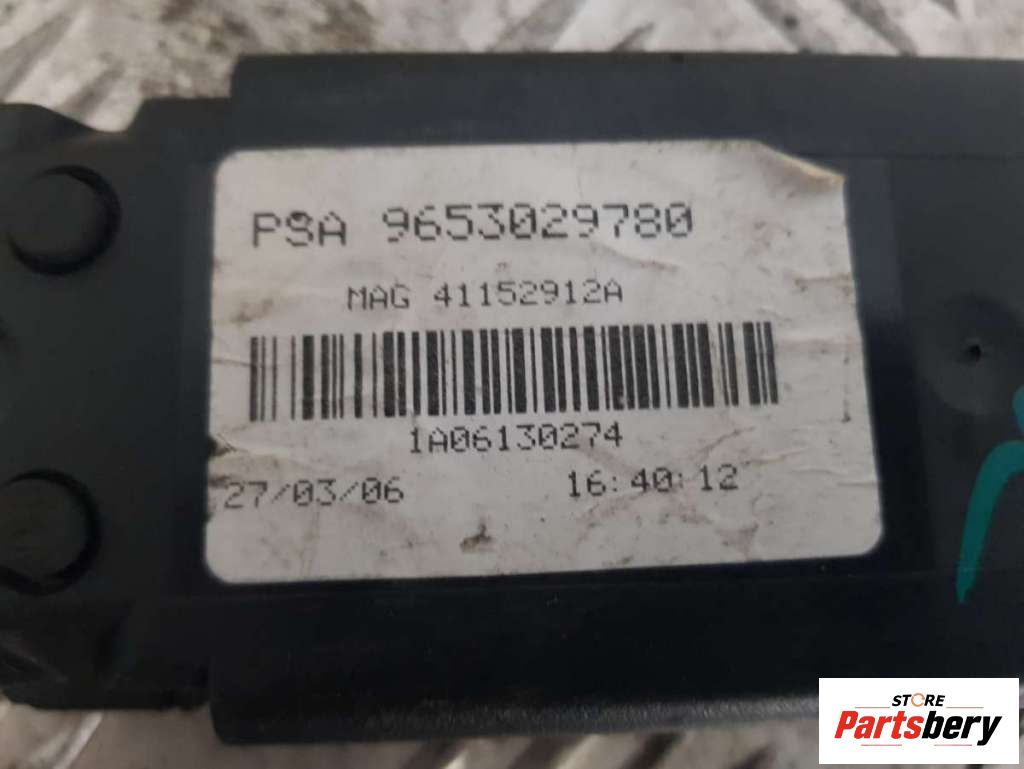 PSA 9653029780
MAG 41152912A
1A06130274
27/03/06 16:40:12
STORE
Partsbery